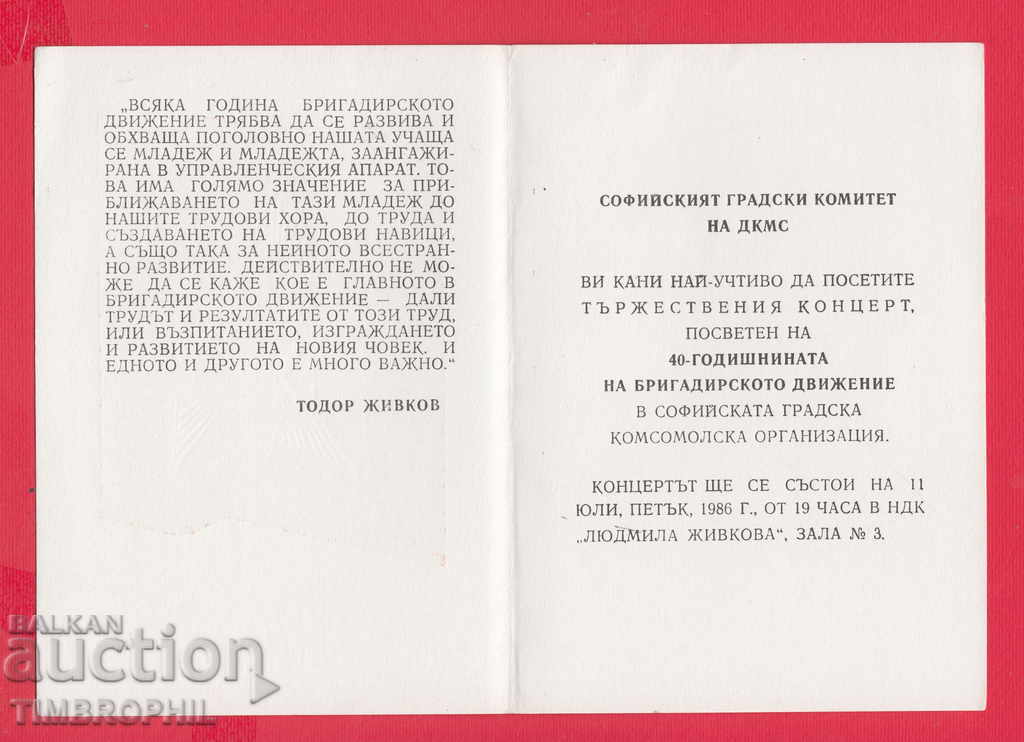 „ВСЯКА ГОДИНА БРИГАДИРСКОТО
ДВИЖЕНИЕ ТРЯБВА ДА СЕ РАЗВИВА И
ОБХВАЩА ПОГОЛОВНО НАШАТА УЧАЩА
СЕ МЛАДЕЖ И МЛАДЕЖТА, ЗААНГАЖИ-
РАНА В УПРАВЛЕНЧЕСКИЯ АПАРАТ. ТО-
ВА ИМА ГОЛЯМО ЗНАЧЕНИЕ ЗА ПРИ-
БЛИЖАВАНЕТО НА ТАЗИ МЛАДЕЖ ДО
НАШИТЕ ТРУДОВИ ХОРА, ДО ТРУДА И
СЪЗДАВАНЕТО НА ТРУДОВИ НАВИЦИ,
А СЪЩО ТАКА ЗА НЕЙНОТО ВСЕСТРАН-
НО РАЗВИТИЕ. ДЕЙСТВИТЕЛНО НЕ МО-
ЖЕ ДА СЕ КАЖЕ КОЕ Е ГЛАВНОТО В
БРИГАДИРСКОТО ДВИЖЕНИЕ — ДАЛИ
ТРУДЪТ И РЕЗУЛТАТИТЕ ОТ ТОЗИ ТРУД,
ИЛИ ВЪЗПИТАНИЕТО, ИЗГРАЖДАНЕТО
И РАЗВИТИЕТО НА НОВИЯ ЧОВЕК. И
ЕДНОТО И ДРУГОТО Е МНОГО ВАЖНО.“
ТОДОР ЖИВКОВ
СОФИЙСКИЯТ ГРАДСКИ КОМИТЕТ
НА ДКМС
ВИ КАНИ НАЙ-УЧТИВО ДА ПОСЕТИТЕ
ТЪРЖЕСТВЕНИЯ КОНЦЕРТ,
ПОСВЕТЕН НА
40-ГОДИШНИНАТА
НА БРИГАДИРСКОТО ДВИЖЕНИЕ
В СОФИЙСКАТА ГРАДСКА
КОМСОМОЛСКА ОРГАНИЗАЦИЯ.
КОНЦЕРТЪТ ЩЕ СЕ СЪСТОИ НА 11
ЮЛИ, ПЕТЪК, 1986 Г., ОТ 19 ЧАСА В НДК
„ЛЮДМИЛА ЖИВКОВА“, ЗАЛА № 3.
BALKAN
auction
TIMBROPHIL